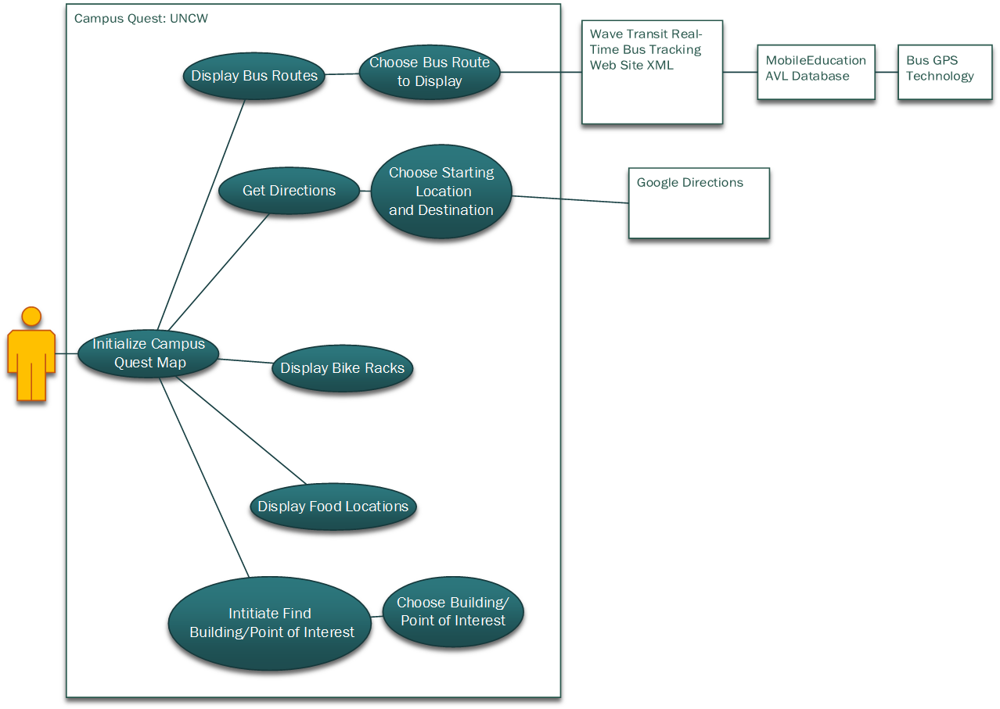 Campus Quest: UNCW
Display Bus Routes
Choose Bus Route
to Display
Wave Transit Real-
Time Bus Tracking
Web Site XML
MobileEducation
AVL Database
Bus GPS
Technology
Get Directions
Choose Starting
Location
and Destination
Google Directions
Initialize Campus
Quest Map
Display Bike Racks
Display Food Locations
Intitiate Find
Building/Point of Interest
Choose Building/
Point of Interest